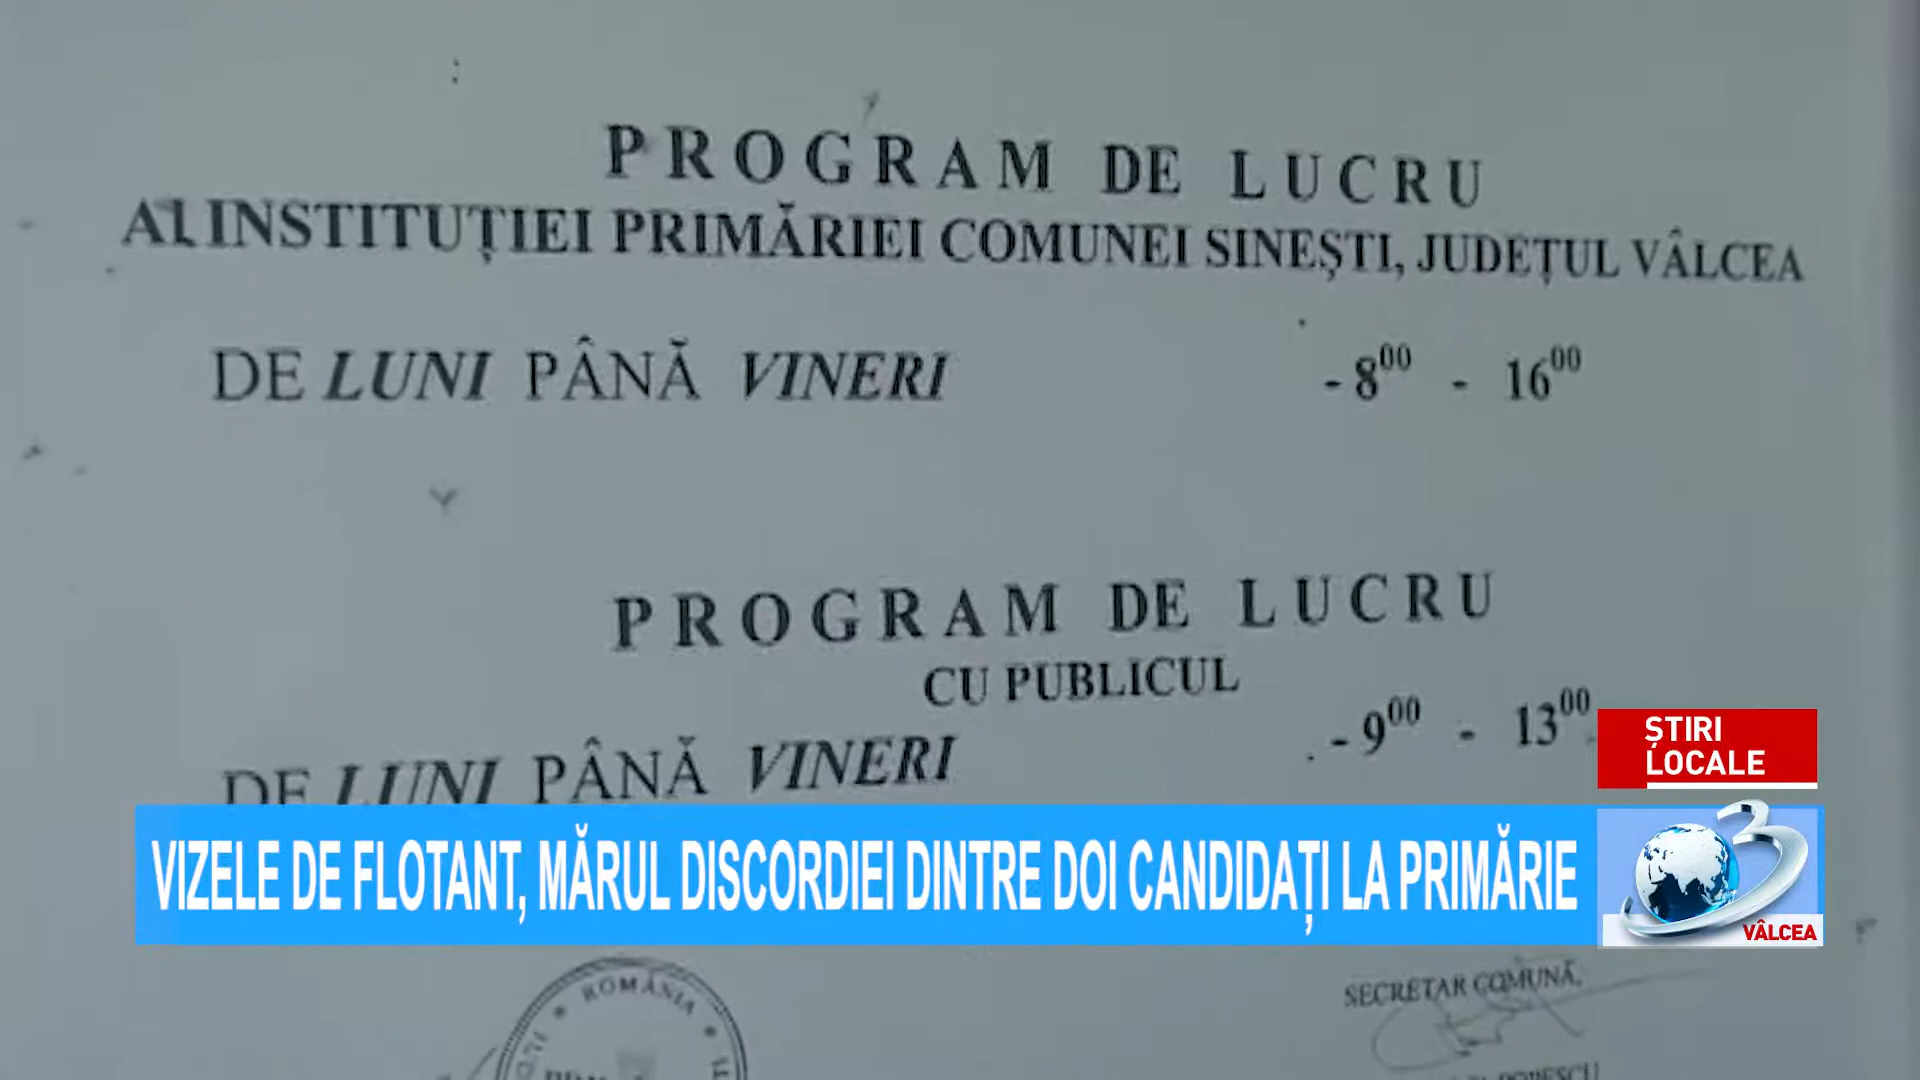 PROGRAM DE LUCRU
AL INSTITUȚIEI PRIMĂRIEI COMUNEI SINEȘTI, JUDEȚUL VÂLCEA
DE LUNI PÂNĂ VINERI - 8⁰⁰ - 16⁰⁰
PROGRAM DE LUCRU
CU PUBLICUL
DE LUNI PÂNĂ VINERI - 9⁰⁰ - 13⁰⁰
ȘTIRI
LOCALE
VIZELE DE FLOTANT, MĂRUL DISCORDIEI DINTRE DOI CANDIDAȚI LA PRIMĂRIE
3
VÂLCEA
ROMÂNIA
SECRETAR COMUNĂ,
POPESCU